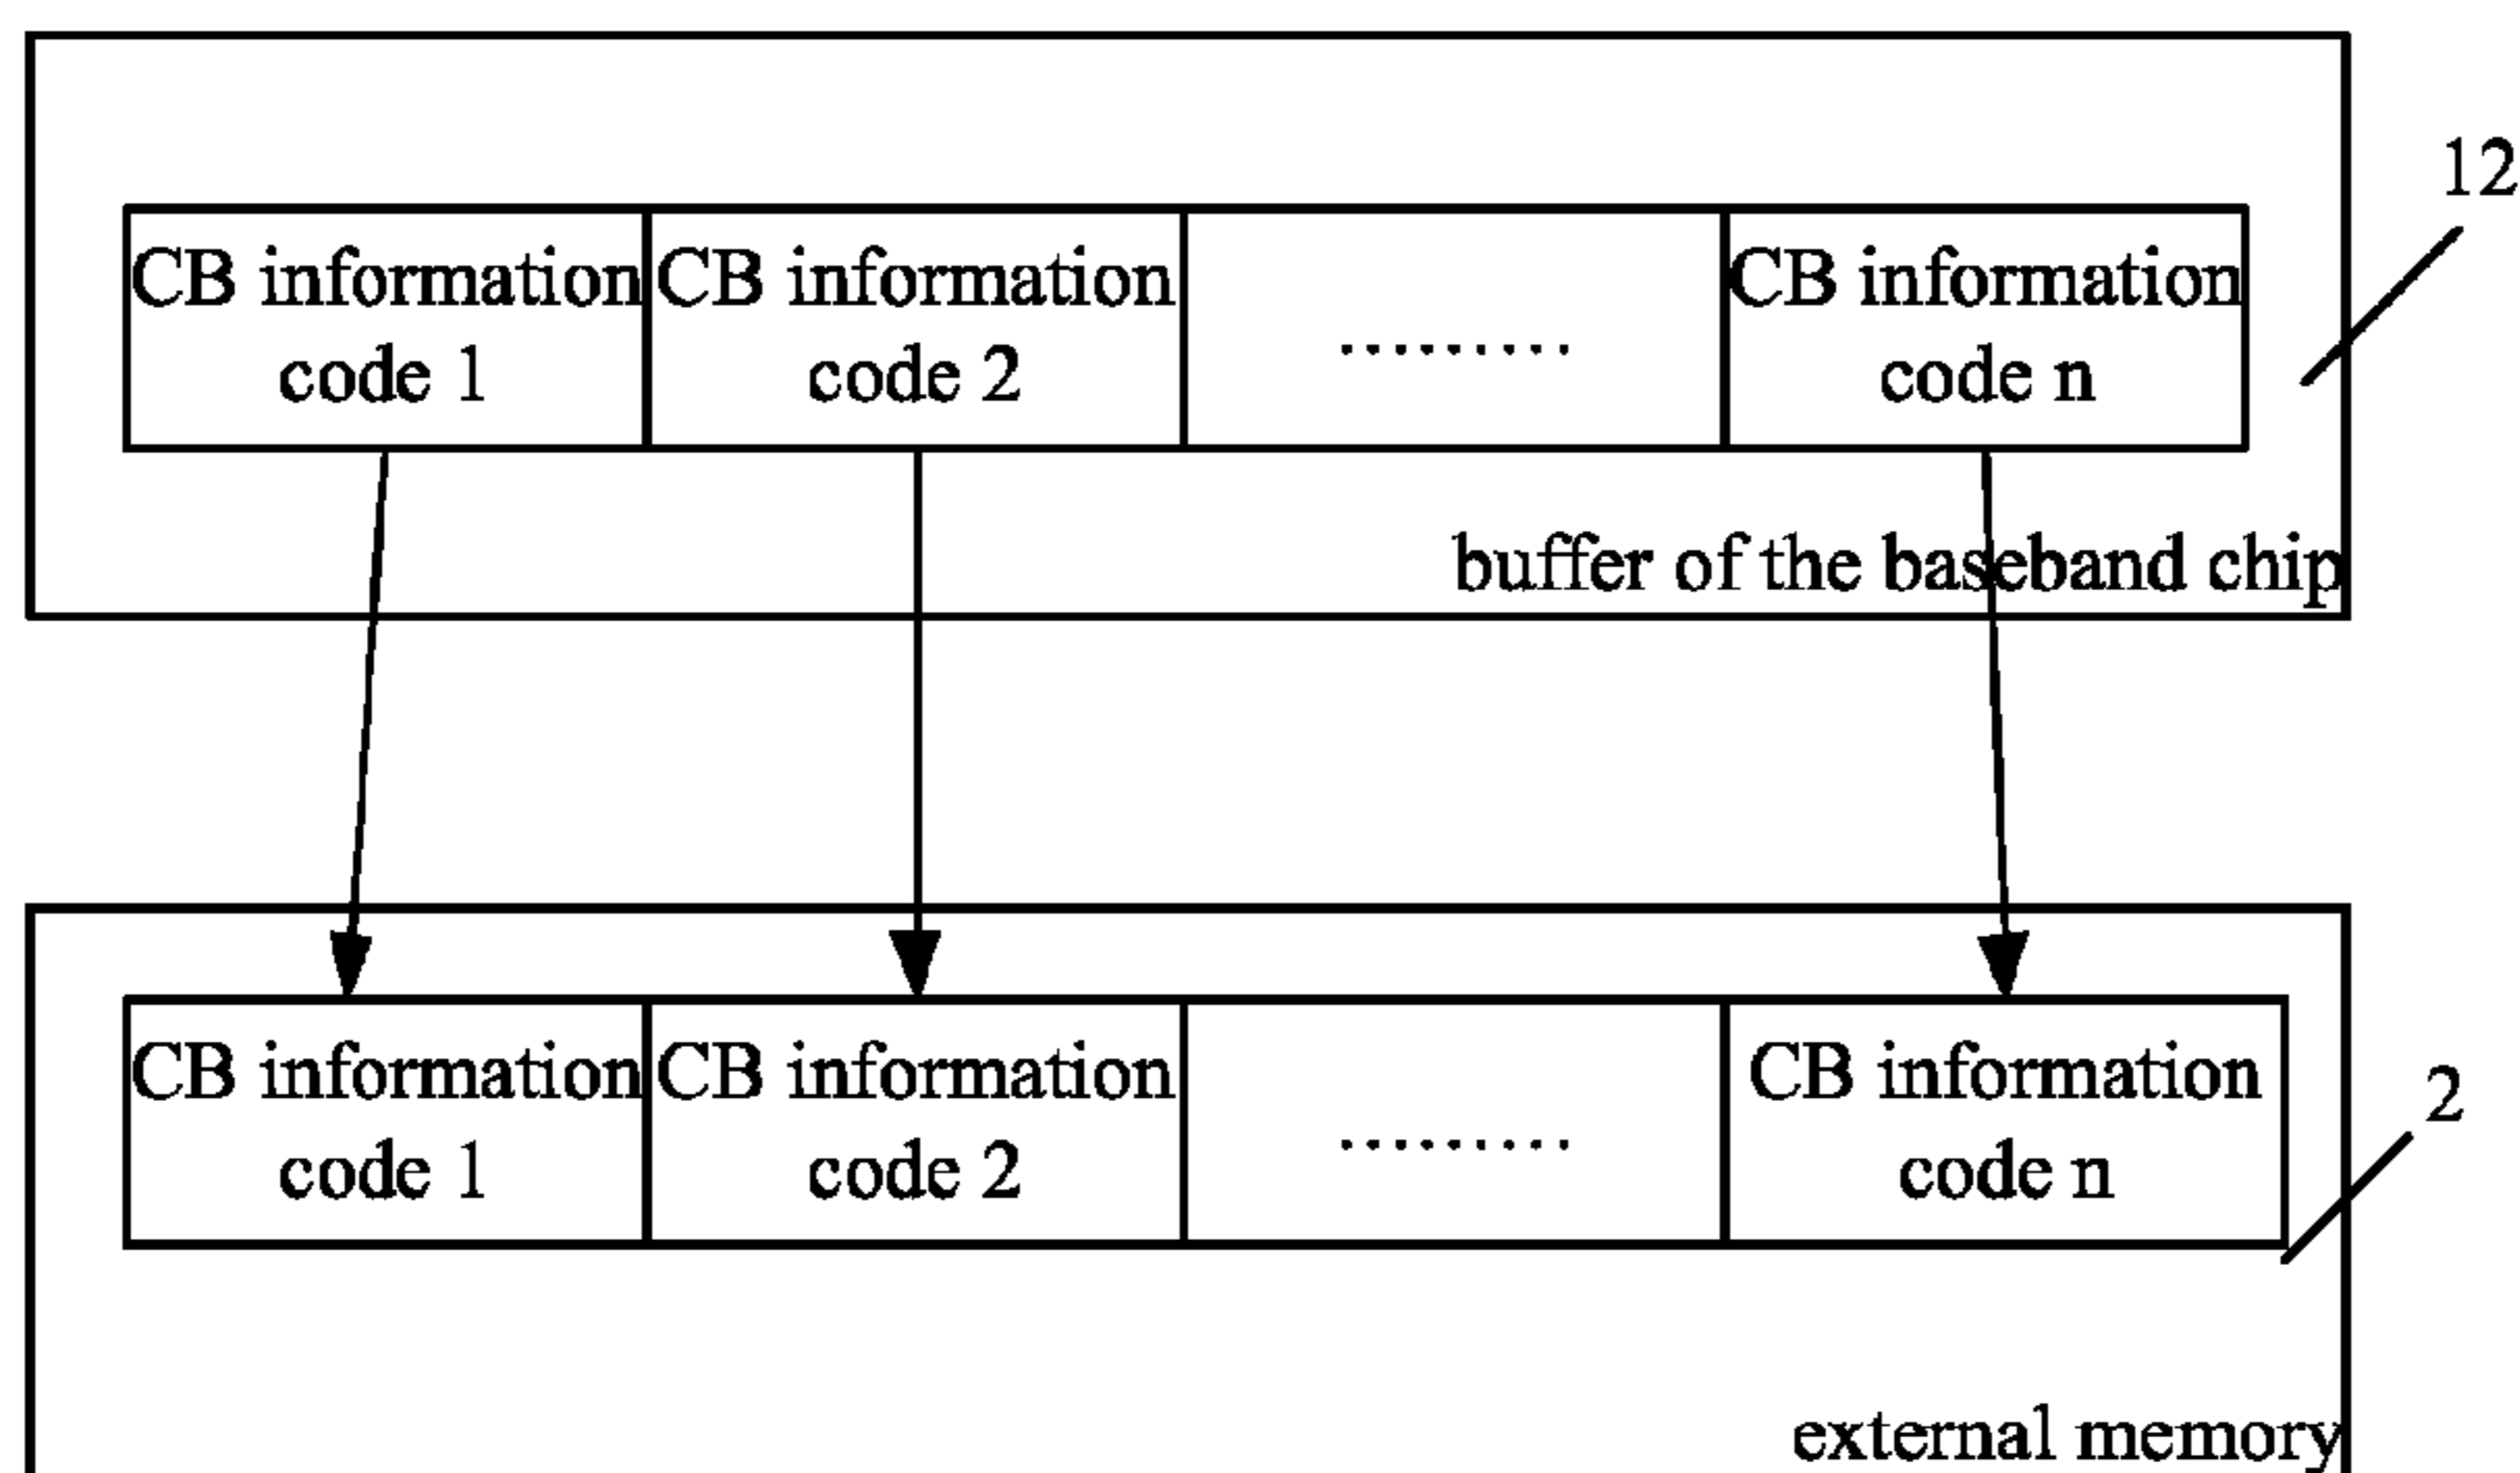 12
CB information
code 1
CB information
code 2
.........
CB information
code n
buffer of the baseband chip
CB information
code 1
CB information
code 2
.........
CB information
code n
2
external memory